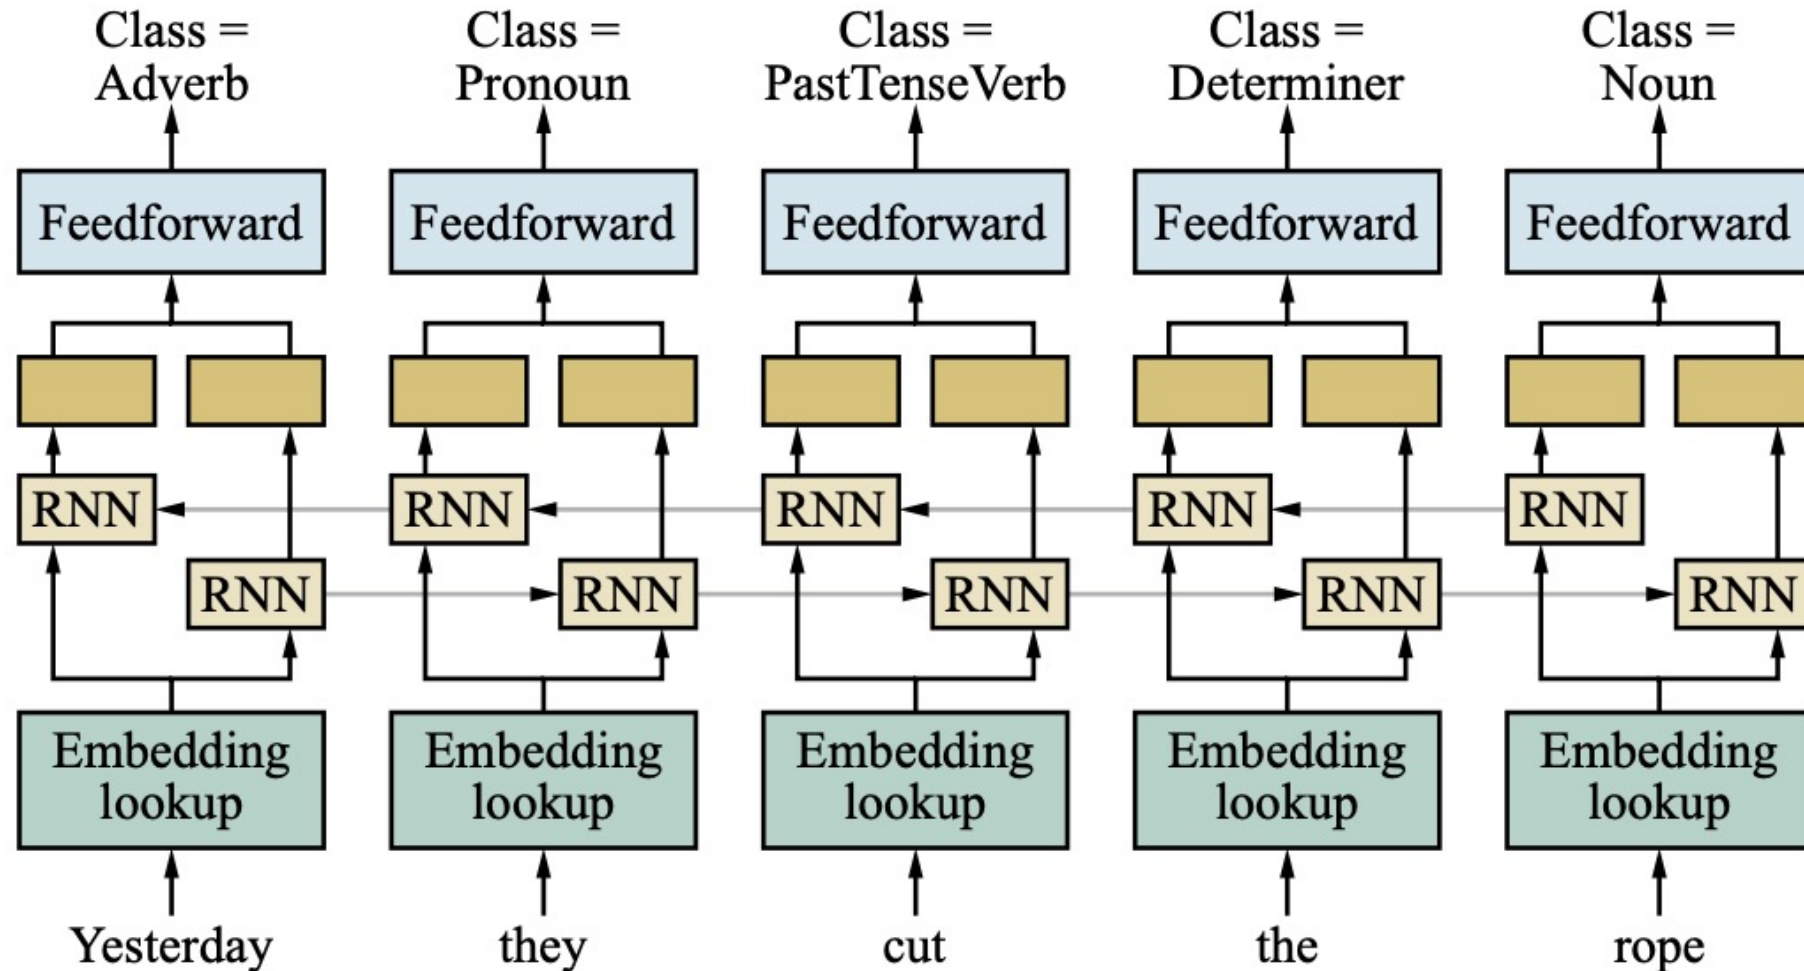 Class = Class = Class = Class = Class =
Adverb Pronoun PastTenseVerb Determiner Noun
Feedforward Feedforward Feedforward Feedforward Feedforward
RNN RNN RNN RNN RNN
RNN RNN RNN RNN RNN
Embedding Embedding Embedding Embedding Embedding
lookup lookup lookup lookup lookup
Yesterday they cut the rope